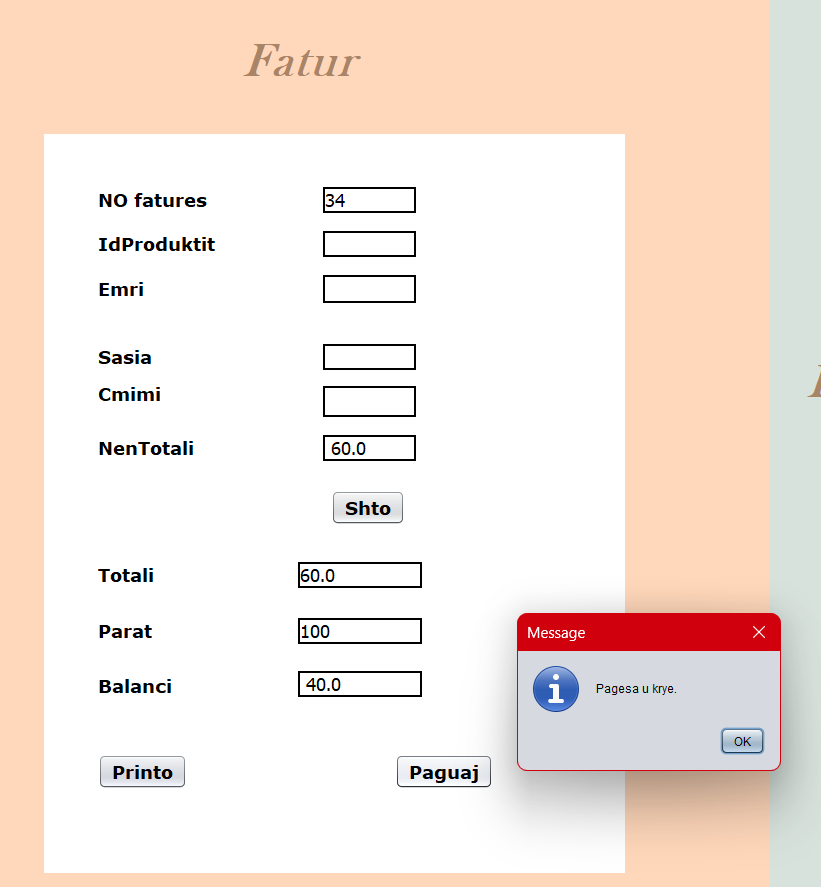 Fatur
NO fatures 34
IdProduktit
Emri
Sasia
Cmimi
NenTotali 60.0
Shto
Totali 60.0
Parat 100
Balanci 40.0
Printo Paguaj
Message
Pagesa u krye.
OK